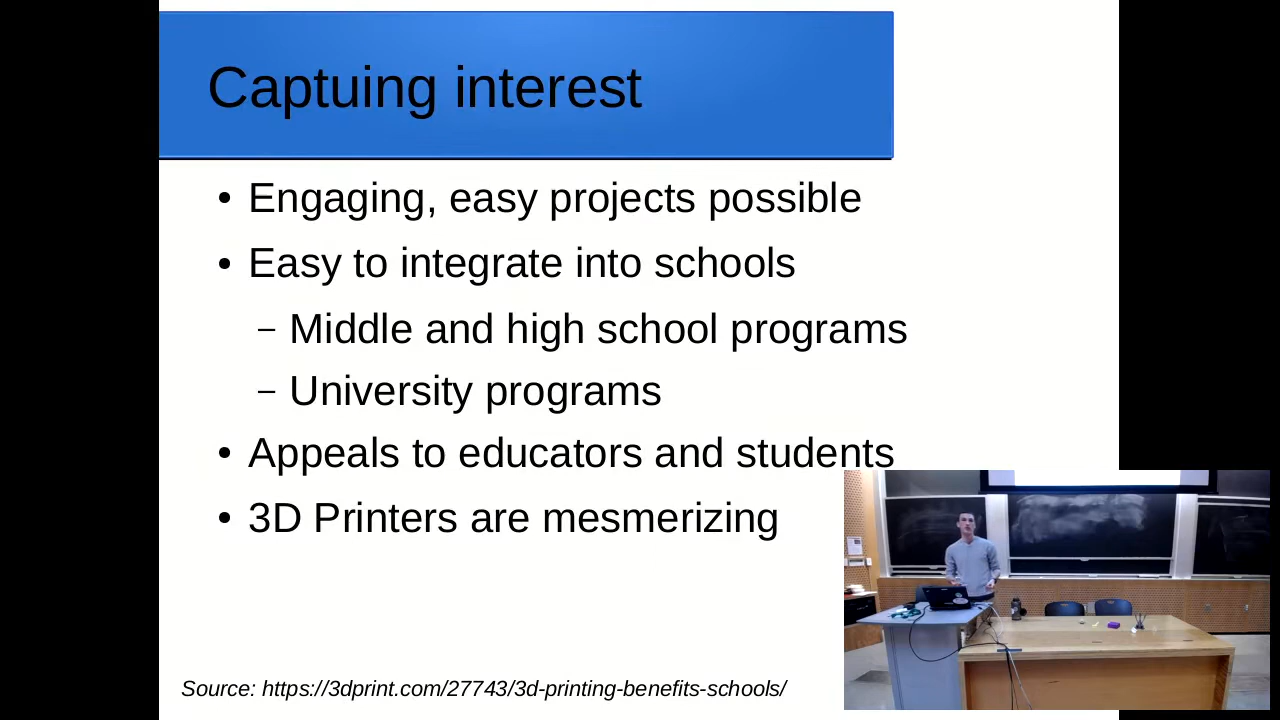 Captuing interest
• Engaging, easy projects possible
• Easy to integrate into schools
– Middle and high school programs
– University programs
• Appeals to educators and students
• 3D Printers are mesmerizing
Source: https://3dprint.com/27743/3d-printing-benefits-schools/